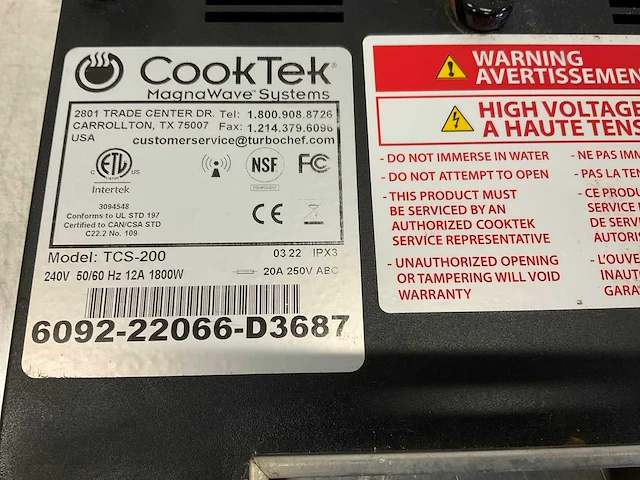 CookTek®
MagnaWave™ Systems
2801 TRADE CENTER DR. Tel: 1.800.908.8726
CARROLLTON, TX 75007 Fax: 1.214.379.6096
USA customerservice@turbochef.com
C ETL US
Intertek
NSF
COMPONENT
FC
CE
3094548
Conforms to UL STD 197
Certified to CAN/CSA STD
C22.2 No. 109
Model: TCS-200 03 22 IPX3
240V 50/60 Hz 12A 1800W 20A 250V ABC
6092-22066-D3687
WARNING
AVERTISSEMEN
HIGH VOLTAGE
A HAUTE TENS
- DO NOT IMMERSE IN WATER
- DO NOT ATTEMPT TO OPEN
- THIS PRODUCT MUST
BE SERVICED BY AN
AUTHORIZED COOKTEK
SERVICE REPRESENTATIVE
- UNAUTHORIZED OPENING
OR TAMPERING WILL VOID
WARRANTY
- NE PAS IMM
- PAS LA TEN
- CE PRODU
SERVICE
DE SERVI
AUTORIS
- L'OUVE
INAUT
GARA